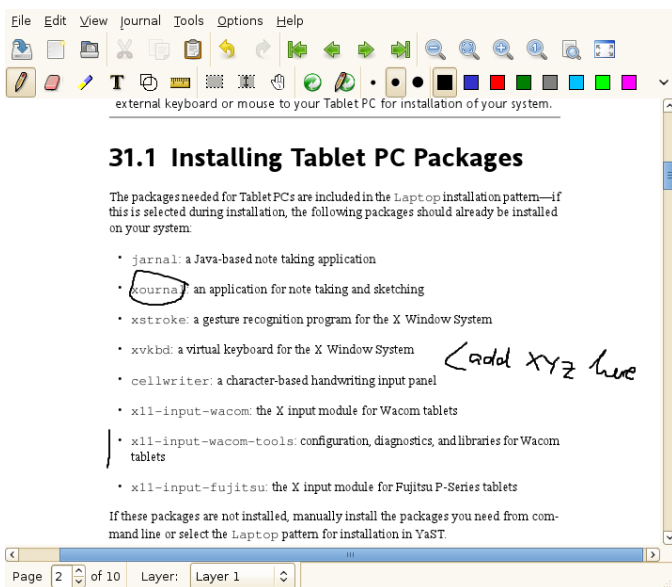 File Edit View Journal Tools Options Help
T
external keyboard or mouse to your Tablet PC for installation of your system.
31.1 Installing Tablet PC Packages
The packages needed for Tablet PC's are included in the Laptop installation pattern—if
this is selected during installation, the following packages should already be installed
on your system:
• jarnal: a Java-based note taking application
• xournal: an application for note taking and sketching
• xstroke: a gesture recognition program for the X Window System
• xvkbd: a virtual keyboard for the X Window System
<add XYZ here
• cellwriter: a character-based handwriting input panel
• x11-input-wacom: the X input module for Wacom tablets
• x11-input-wacom-tools: configuration, diagnostics, and libraries for Wacom
tablets
• x11-input-fujitsu: the X input module for Fujitsu P-Series tablets
If these packages are not installed, manually install the packages you need from com-
mand line or select the Laptop pattern for installation in YaST.
Page 2 of 10 Layer: Layer 1